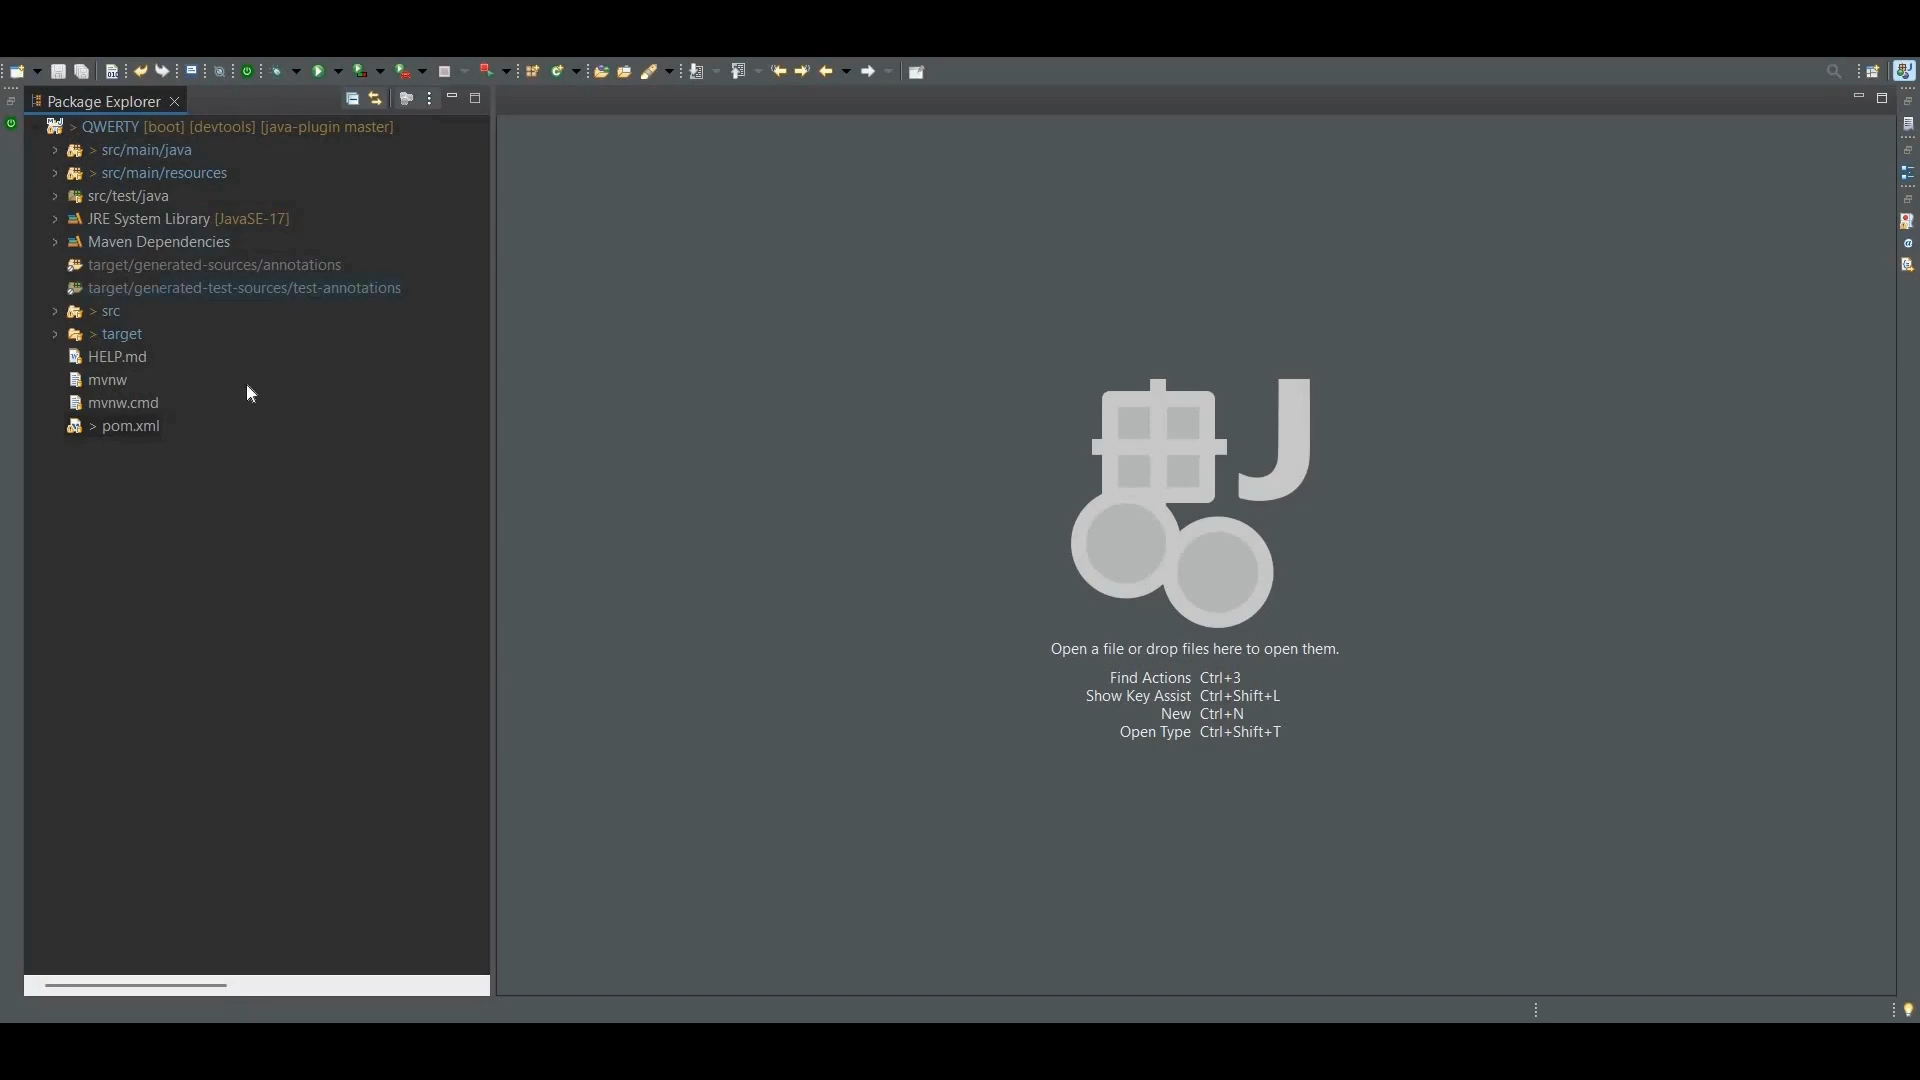 Package Explorer
> QWERTY [boot] [devtools] [java-plugin master]
> src/main/java
> src/main/resources
src/test/java
JRE System Library [JavaSE-17]
Maven Dependencies
target/generated-sources/annotations
target/generated-test-sources/test-annotations
> src
> target
HELP.md
mvnw
mvnw.cmd
> pom.xml
J
Open a file or drop files here to open them.
Find Actions Ctrl+3
Show Key Assist Ctrl+Shift+L
New Ctrl+N
Open Type Ctrl+Shift+T